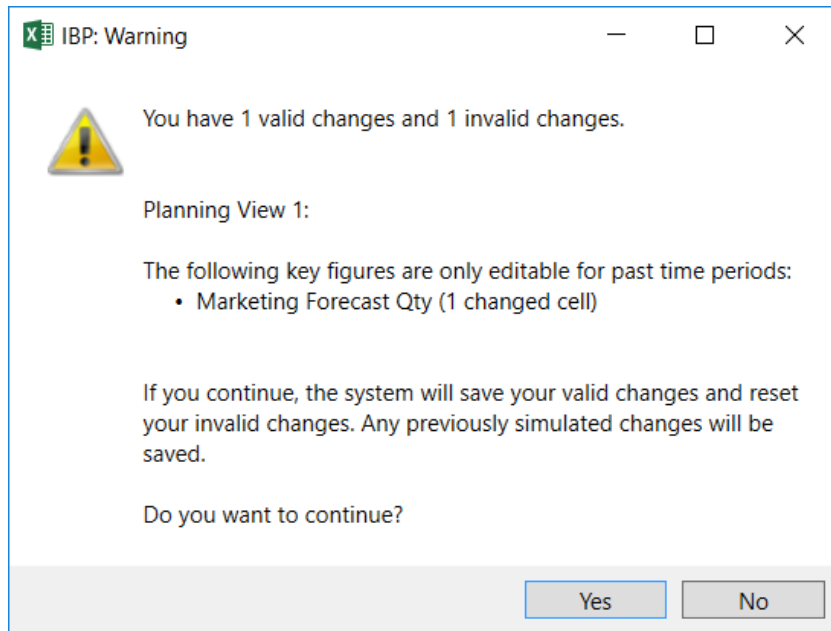 IBP: Warning
You have 1 valid changes and 1 invalid changes.
Planning View 1:
The following key figures are only editable for past time periods:
• Marketing Forecast Qty (1 changed cell)
If you continue, the system will save your valid changes and reset
your invalid changes. Any previously simulated changes will be
saved.
Do you want to continue?
Yes No